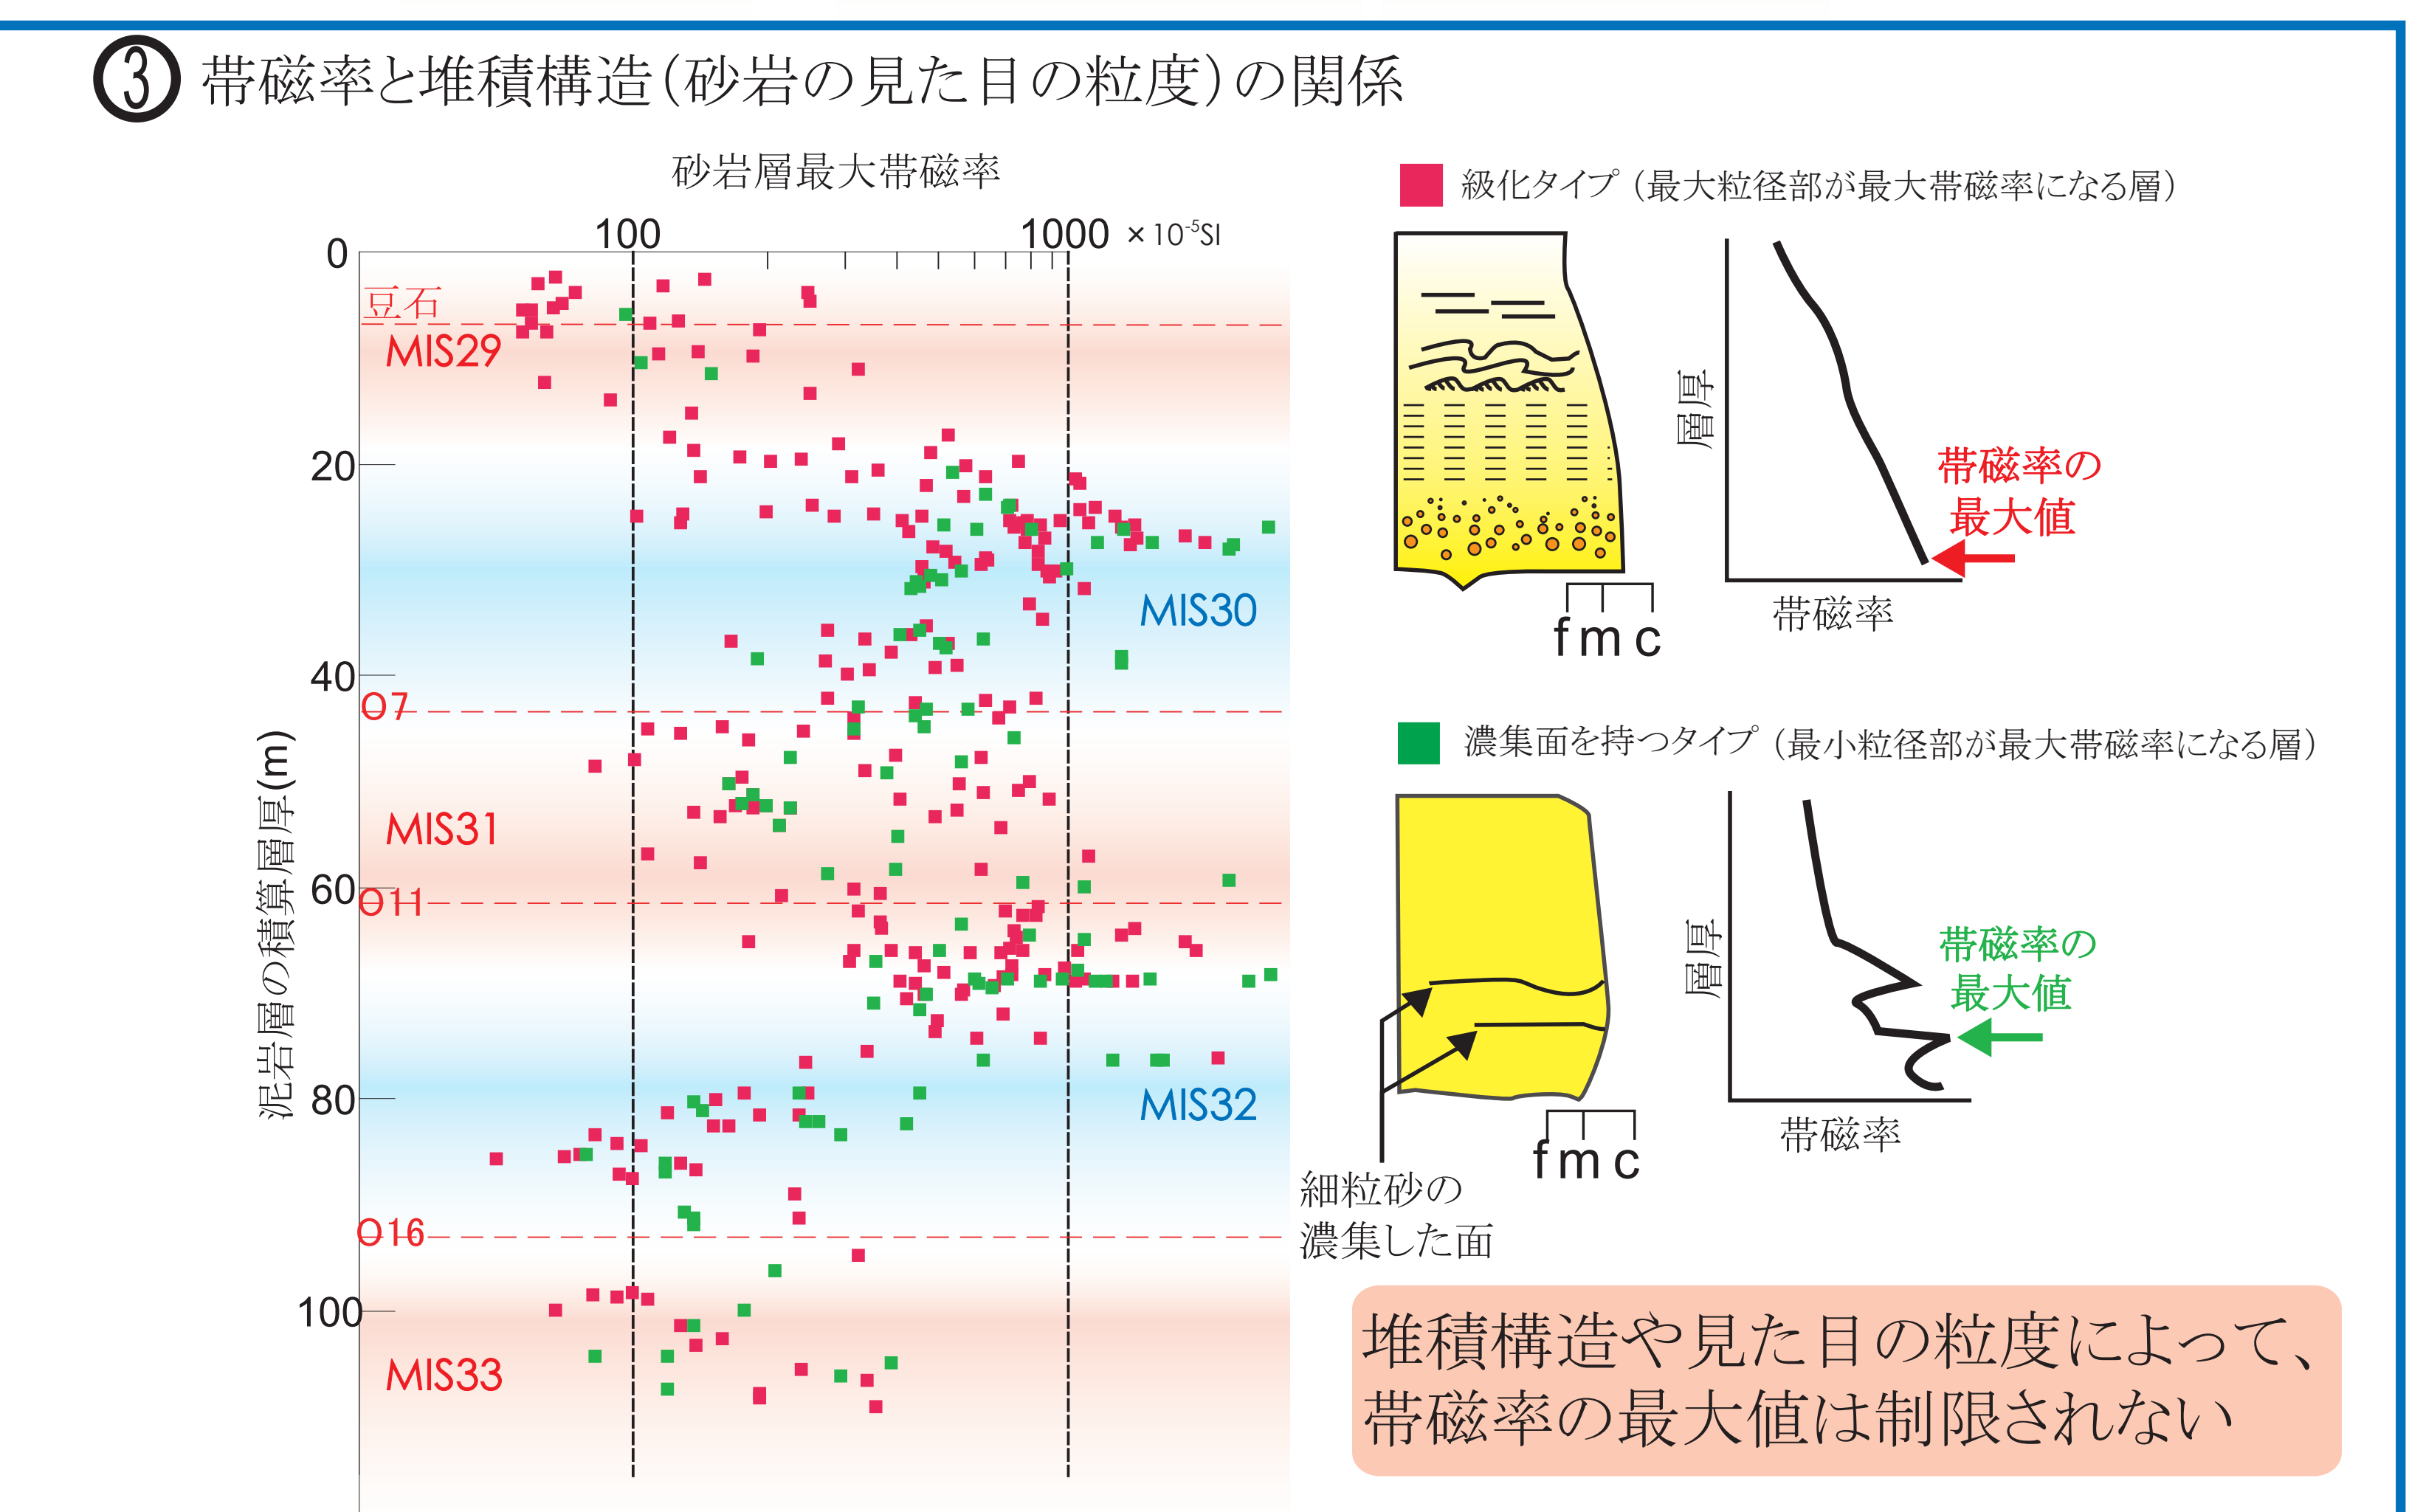 ③ 帯磁率と堆積構造（砂岩の見た目の粒度）の関係
砂岩層最大帯磁率
100
1000 × 10⁻⁵SI
0
20
40
60
80
100
泥岩層の積算層厚(m)
豆石
MIS29
MIS30
O7
MIS31
O11
MIS32
O16
MIS33
級化タイプ（最大粒径部が最大帯磁率になる層）
f m c
層厚
帯磁率
帯磁率の
最大値
濃集面を持つタイプ（最小粒径部が最大帯磁率になる層）
f m c
細粒砂の
濃集した面
層厚
帯磁率
帯磁率の
最大値
堆積構造や見た目の粒度によって、
帯磁率の最大値は制限されない